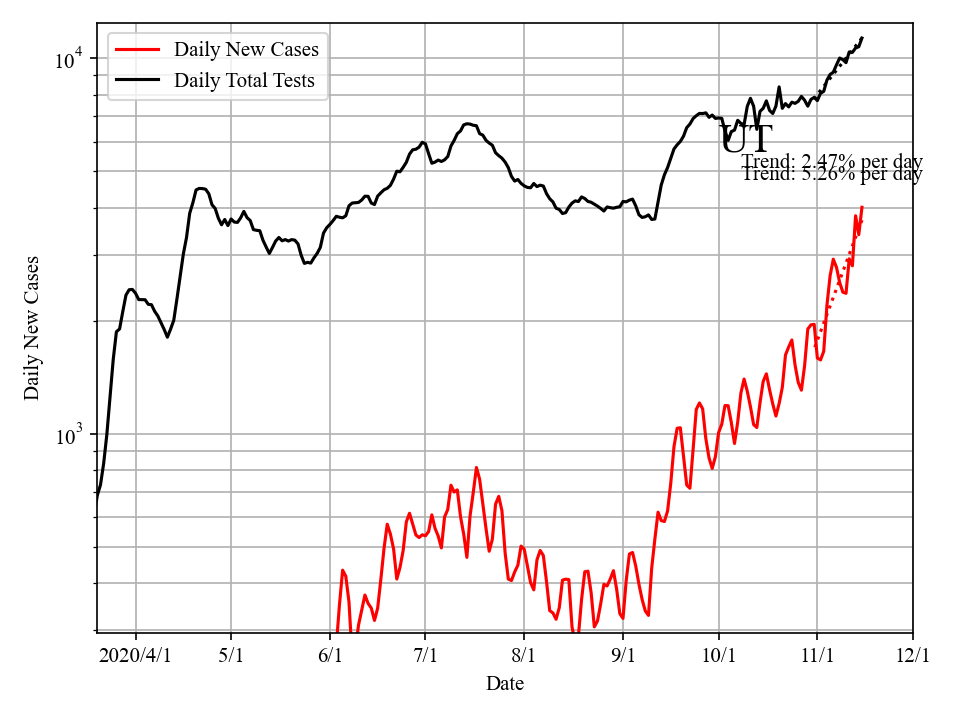 Daily New Cases
Daily Total Tests
UT
Trend: 2.47% per day
Trend: 5.26% per day
10^4
10^3
Daily New Cases
2020/4/1 5/1 6/1 7/1 8/1 9/1 10/1 11/1 12/1
Date